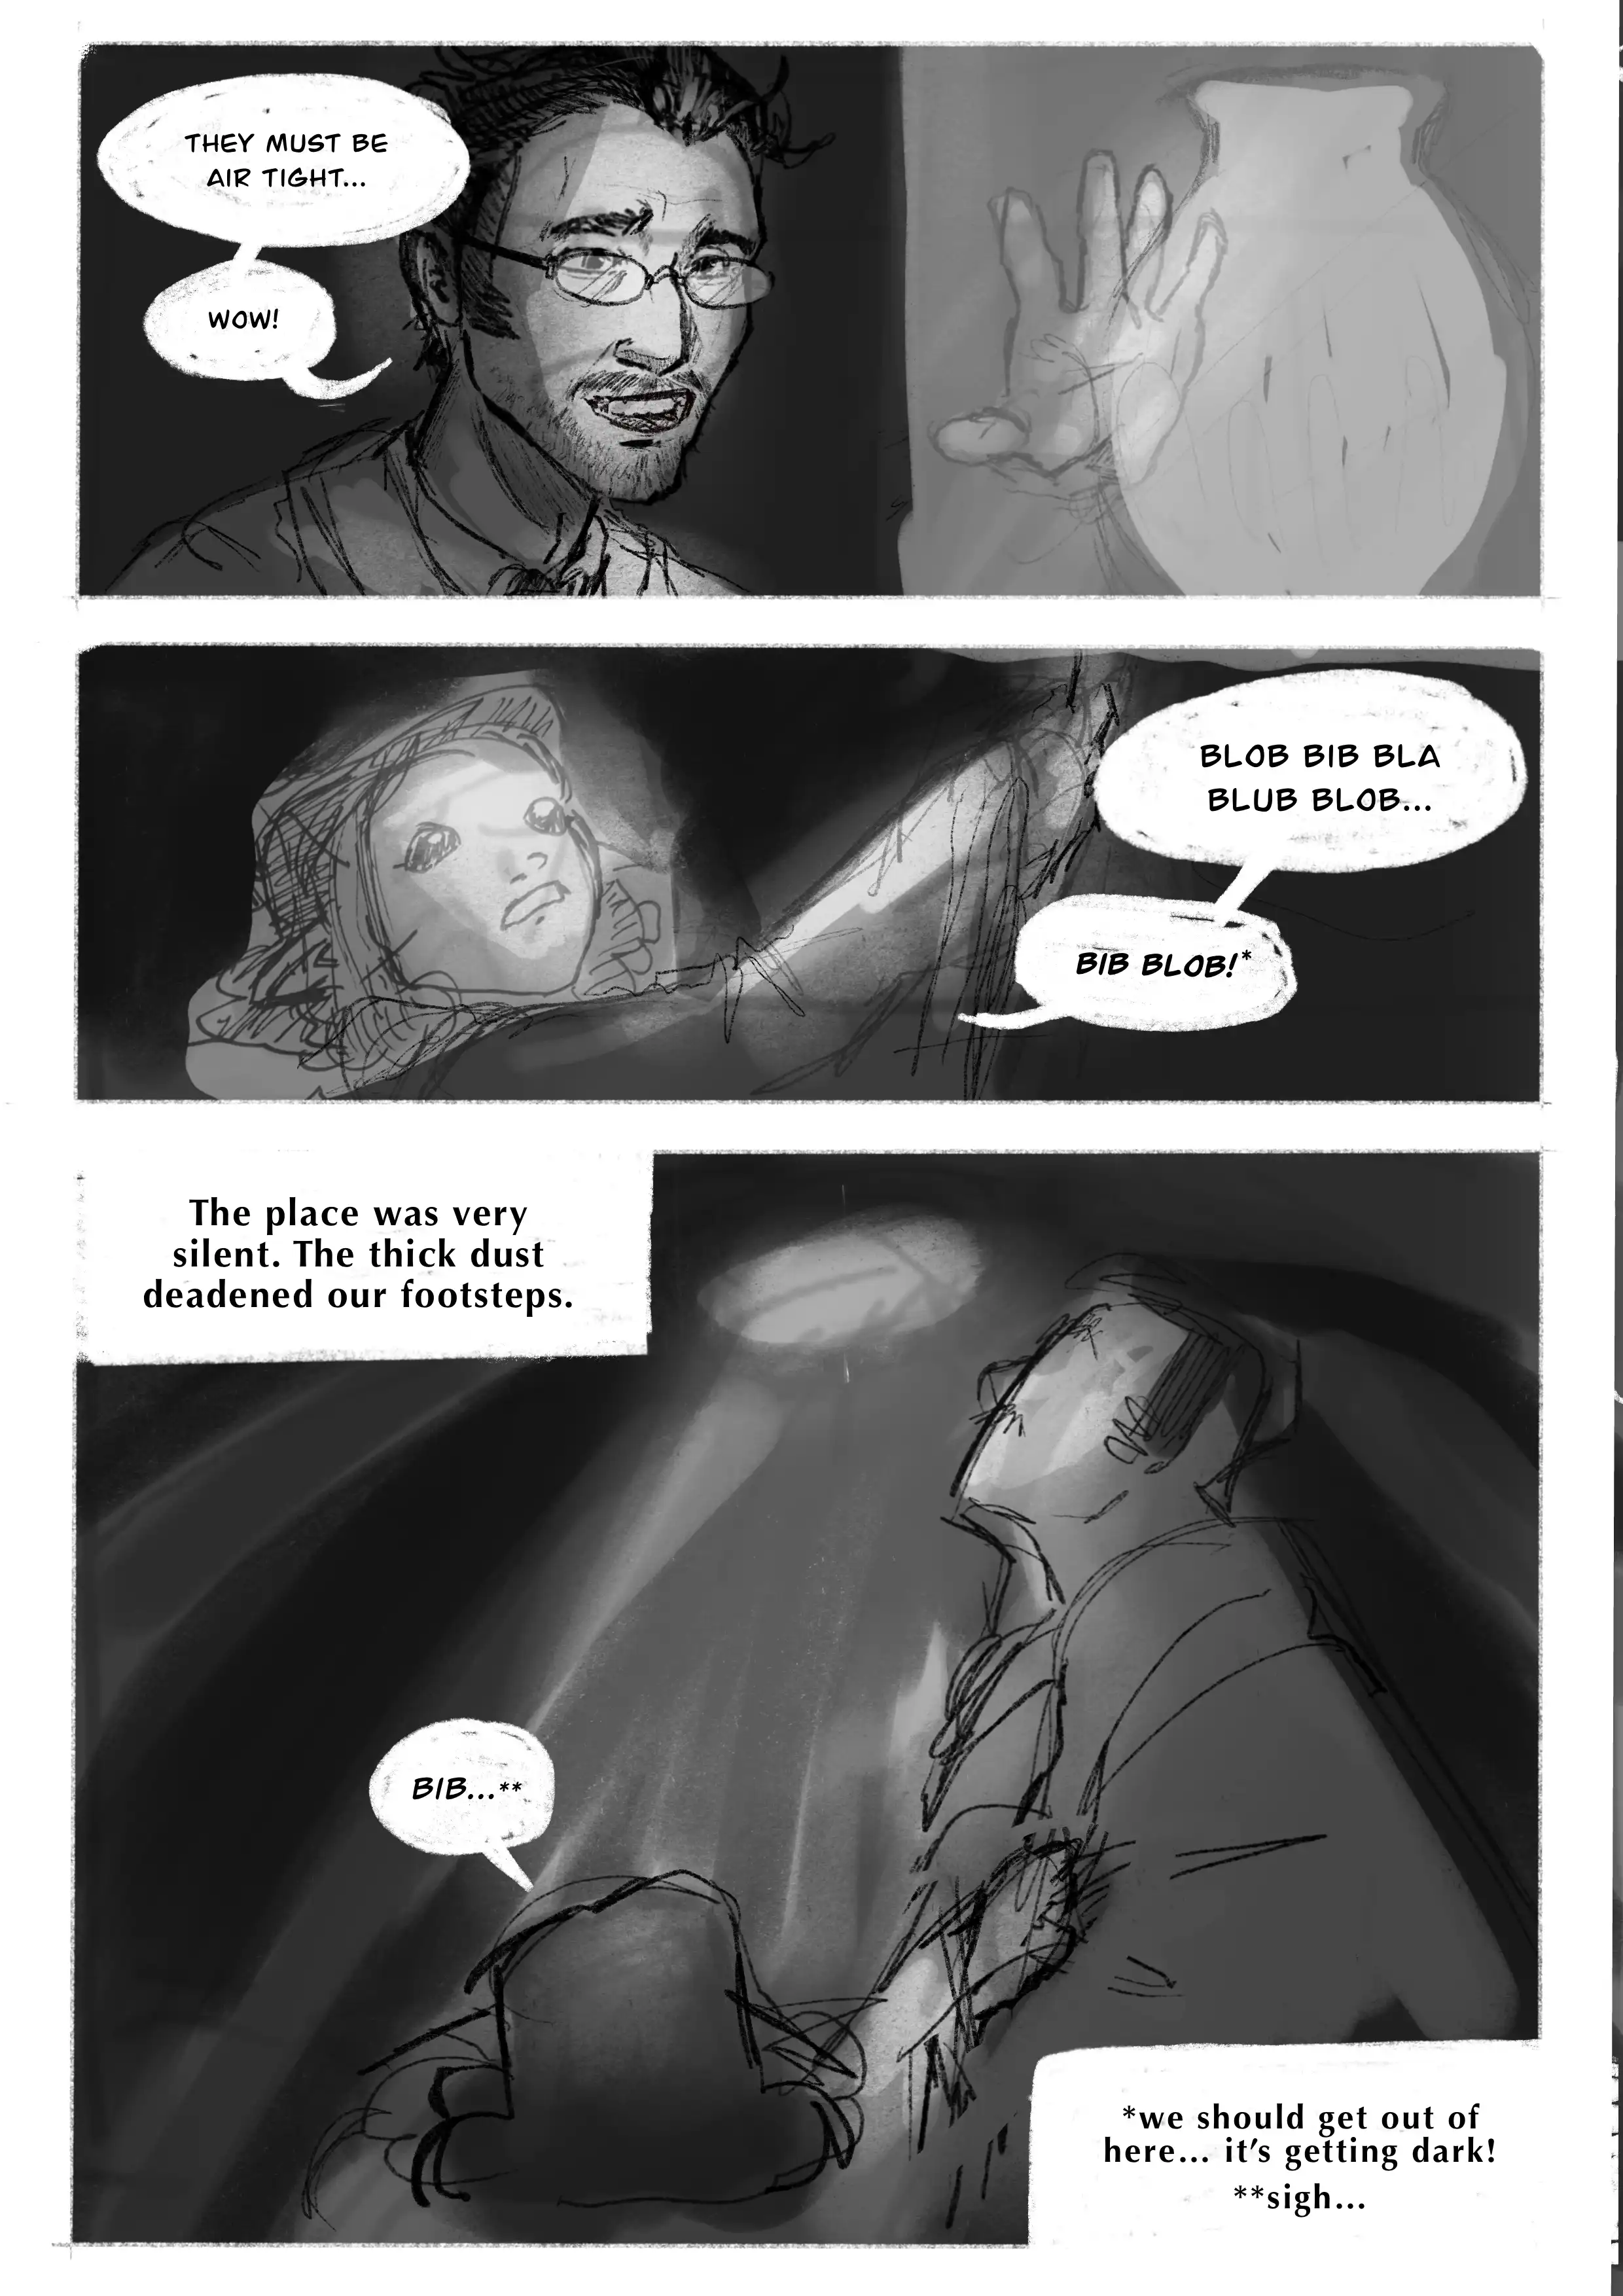 THEY MUST BE
AIR TIGHT...
WOW!
BLOB BIB BLA
BLUB BLOB...
BIB BLOB!*
The place was very
silent. The thick dust
deadened our footsteps.
BIB...**
*we should get out of
here... it's getting dark!
**sigh...